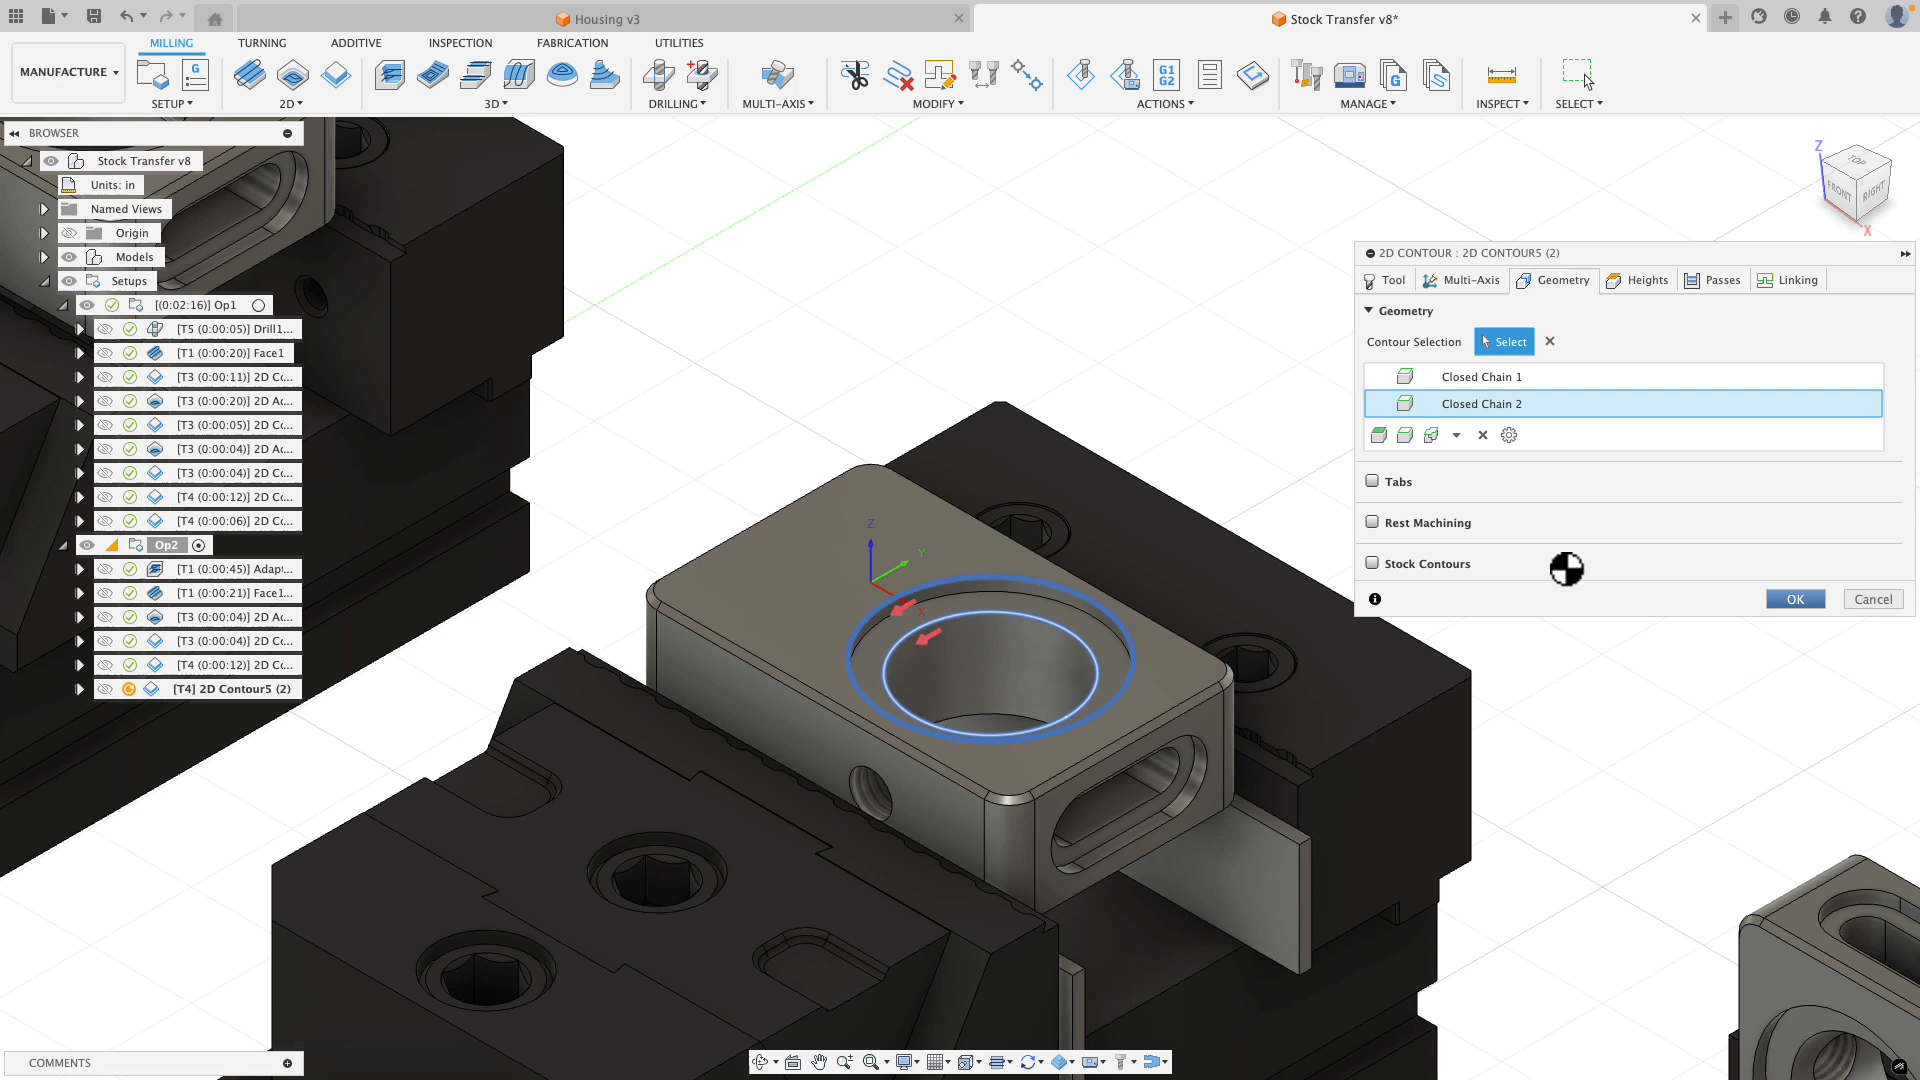 Housing v3
Stock Transfer v8*
MANUFACTURE
MILLING
TURNING
ADDITIVE
INSPECTION
FABRICATION
UTILITIES
G
G1
G2
G
SETUP
2D
3D
DRILLING
MULTI-AXIS
MODIFY
ACTIONS
MANAGE
INSPECT
SELECT
BROWSER
Stock Transfer v8
Units: in
Named Views
Origin
Models
Setups
[(0:02:16)] Op1
[T5 (0:00:05)] Drill1...
[T1 (0:00:20)] Face1
[T3 (0:00:11)] 2D Co...
[T3 (0:00:20)] 2D Ad...
[T3 (0:00:05)] 2D Co...
[T3 (0:00:04)] 2D Ad...
[T3 (0:00:04)] 2D Co...
[T4 (0:00:12)] 2D Co...
[T4 (0:00:06)] 2D Co...
Op2
[T1 (0:00:45)] Adapt...
[T1 (0:00:21)] Face1...
[T3 (0:00:04)] 2D Ad...
[T3 (0:00:04)] 2D Co...
[T4 (0:00:12)] 2D Co...
[T4] 2D Contour5 (2)
Z
TOP
FRONT
RIGHT
X
Z
Y
X
2D CONTOUR : 2D CONTOUR5 (2)
Tool
Multi-Axis
Geometry
Heights
Passes
Linking
Geometry
Contour Selection
Select
Closed Chain 1
Closed Chain 2
Tabs
Rest Machining
Stock Contours
OK
Cancel
COMMENTS